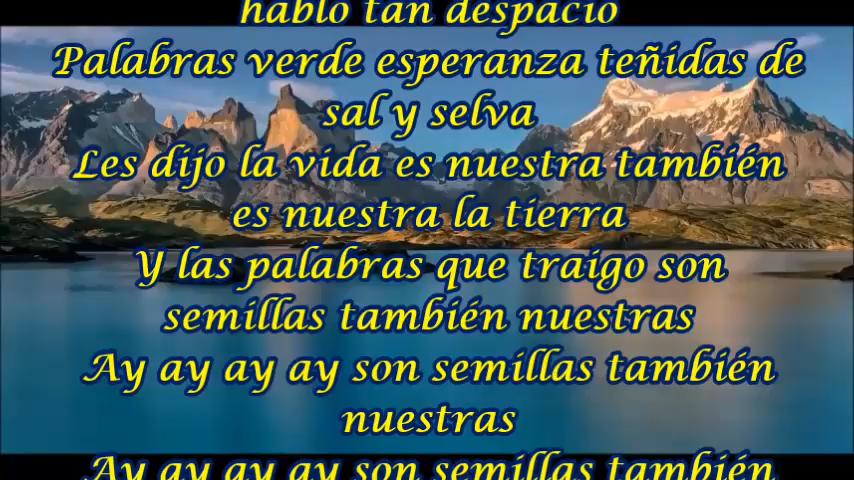 hablo tan despacio
Palabras verde esperanza teñidas de
sal y selva
Les dijo la vida es nuestra también
es nuestra la tierra
Y las palabras que traigo son
semillas también nuestras
Ay ay ay ay son semillas también
nuestras
Ay ay ay ay son semillas también